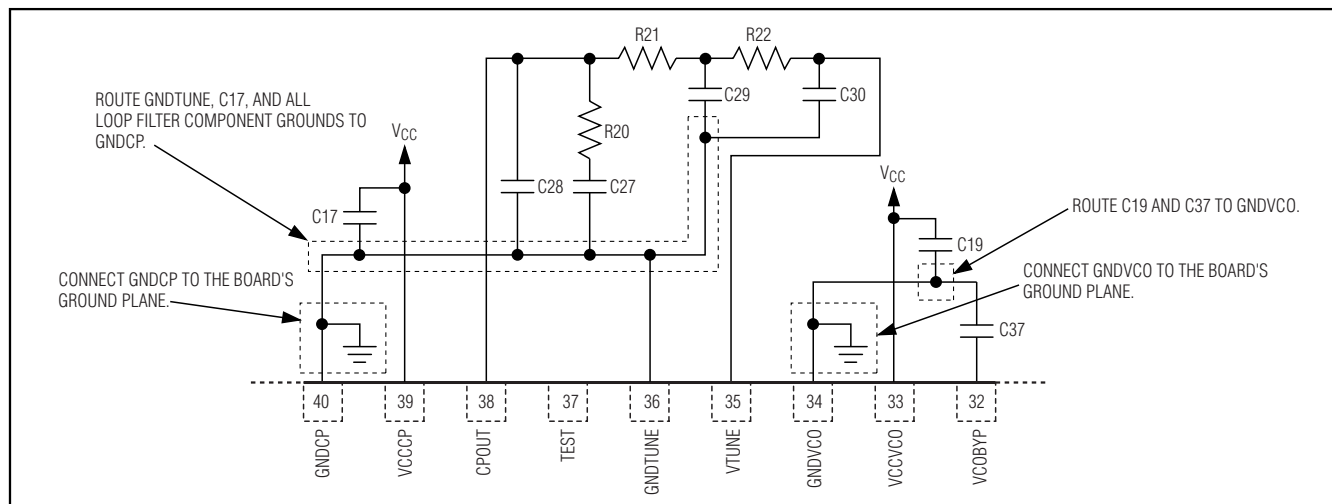 R21
R22
ROUTE GNDTUNE, C17, AND ALL
LOOP FILTER COMPONENT GROUNDS TO
GNDCP.
VCC
C29
C30
R20
C28
C27
C17
VCC
ROUTE C19 AND C37 TO GNDVCO.
C19
CONNECT GNDCP TO THE BOARD'S
GROUND PLANE.
CONNECT GNDVCO TO THE BOARD'S
GROUND PLANE.
C37
40
39
38
37
36
35
34
33
32
GNDCP
VCCCP
CPOUT
TEST
GNDTUNE
VTUNE
GNDVCO
VCCVCO
VCOBYP